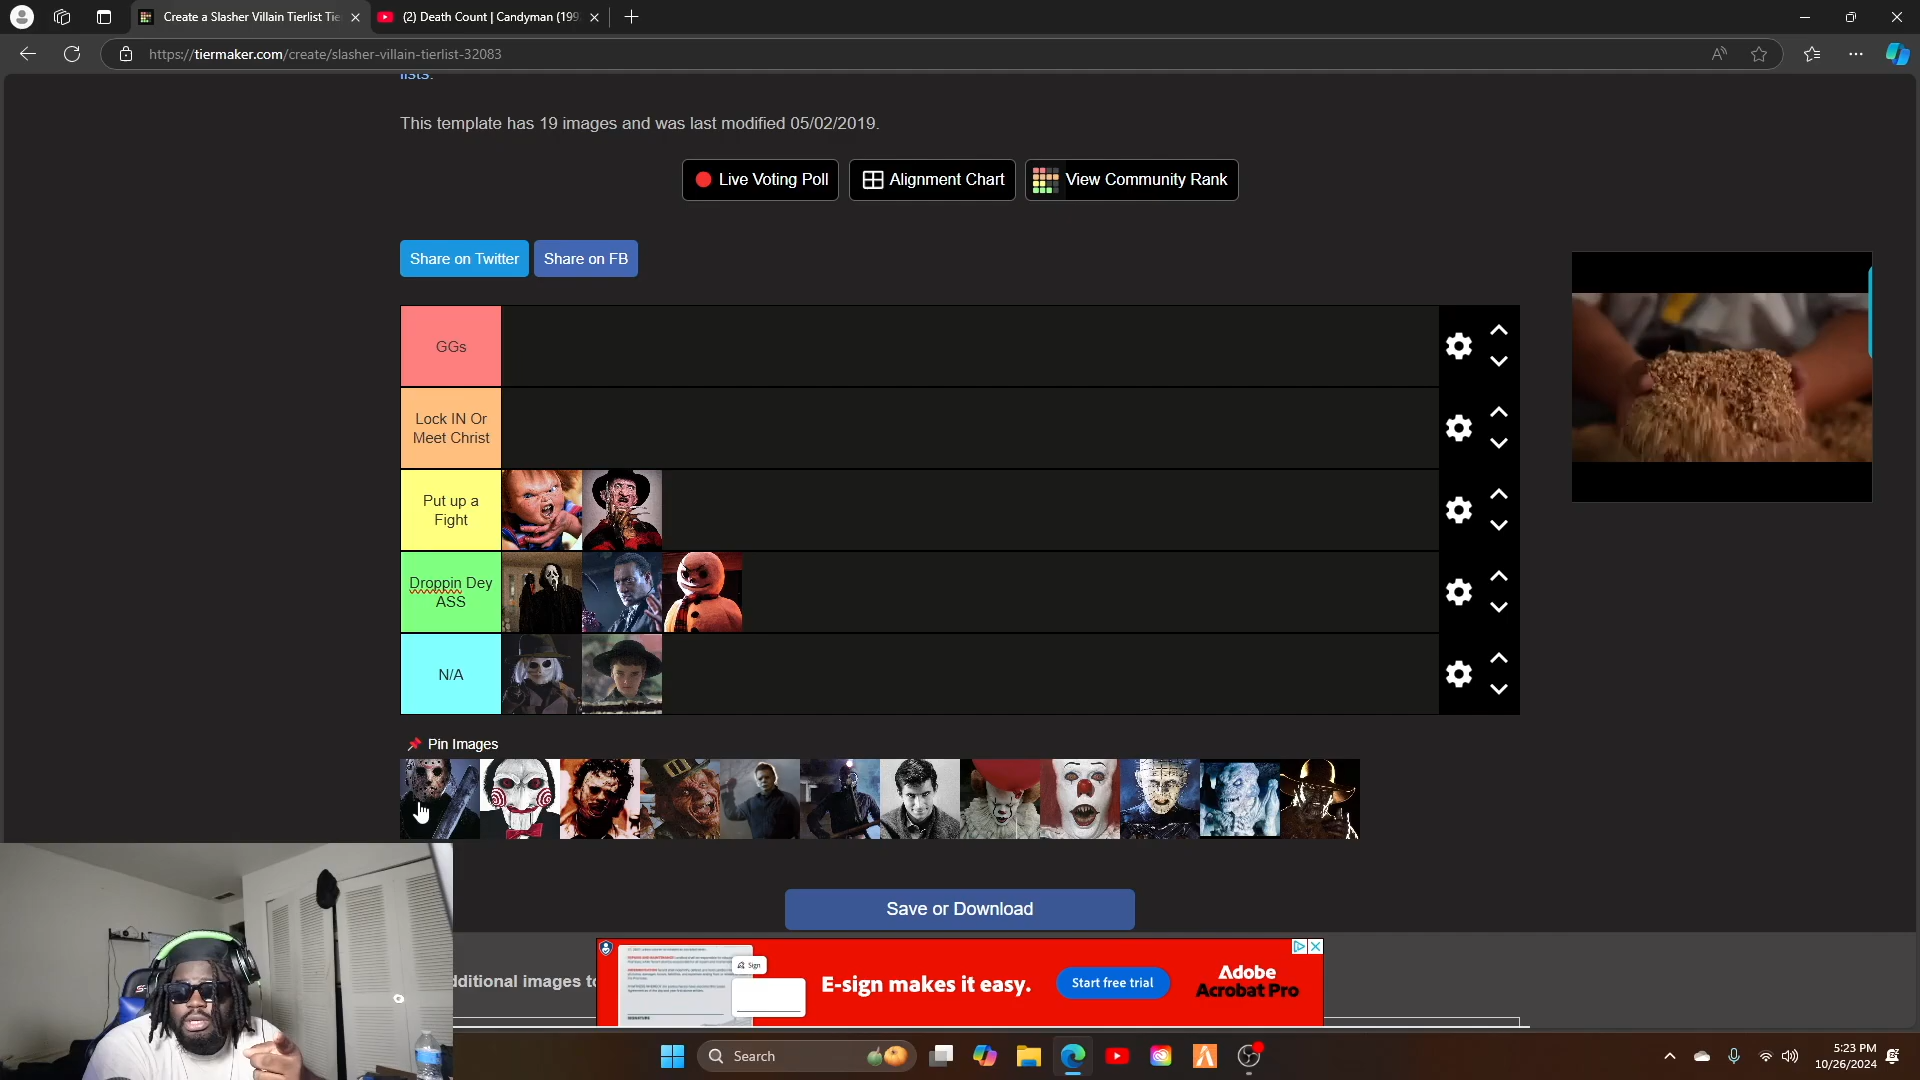 Create a Slasher Villain Tierlist Tie
(2) Death Count | Candyman (199
https://tiermaker.com/create/slasher-villain-tierlist-32083
lists.
This template has 19 images and was last modified 05/02/2019.
Live Voting Poll
Alignment Chart
View Community Rank
Share on Twitter
Share on FB
GGs
Lock IN Or
Meet Christ
Put up a
Fight
Droppin Dey
ASS
N/A
Pin Images
Save or Download
dditional images to
Sign
E-sign makes it easy.
Start free trial
Adobe
Acrobat Pro
Search
5:23 PM
10/26/2024